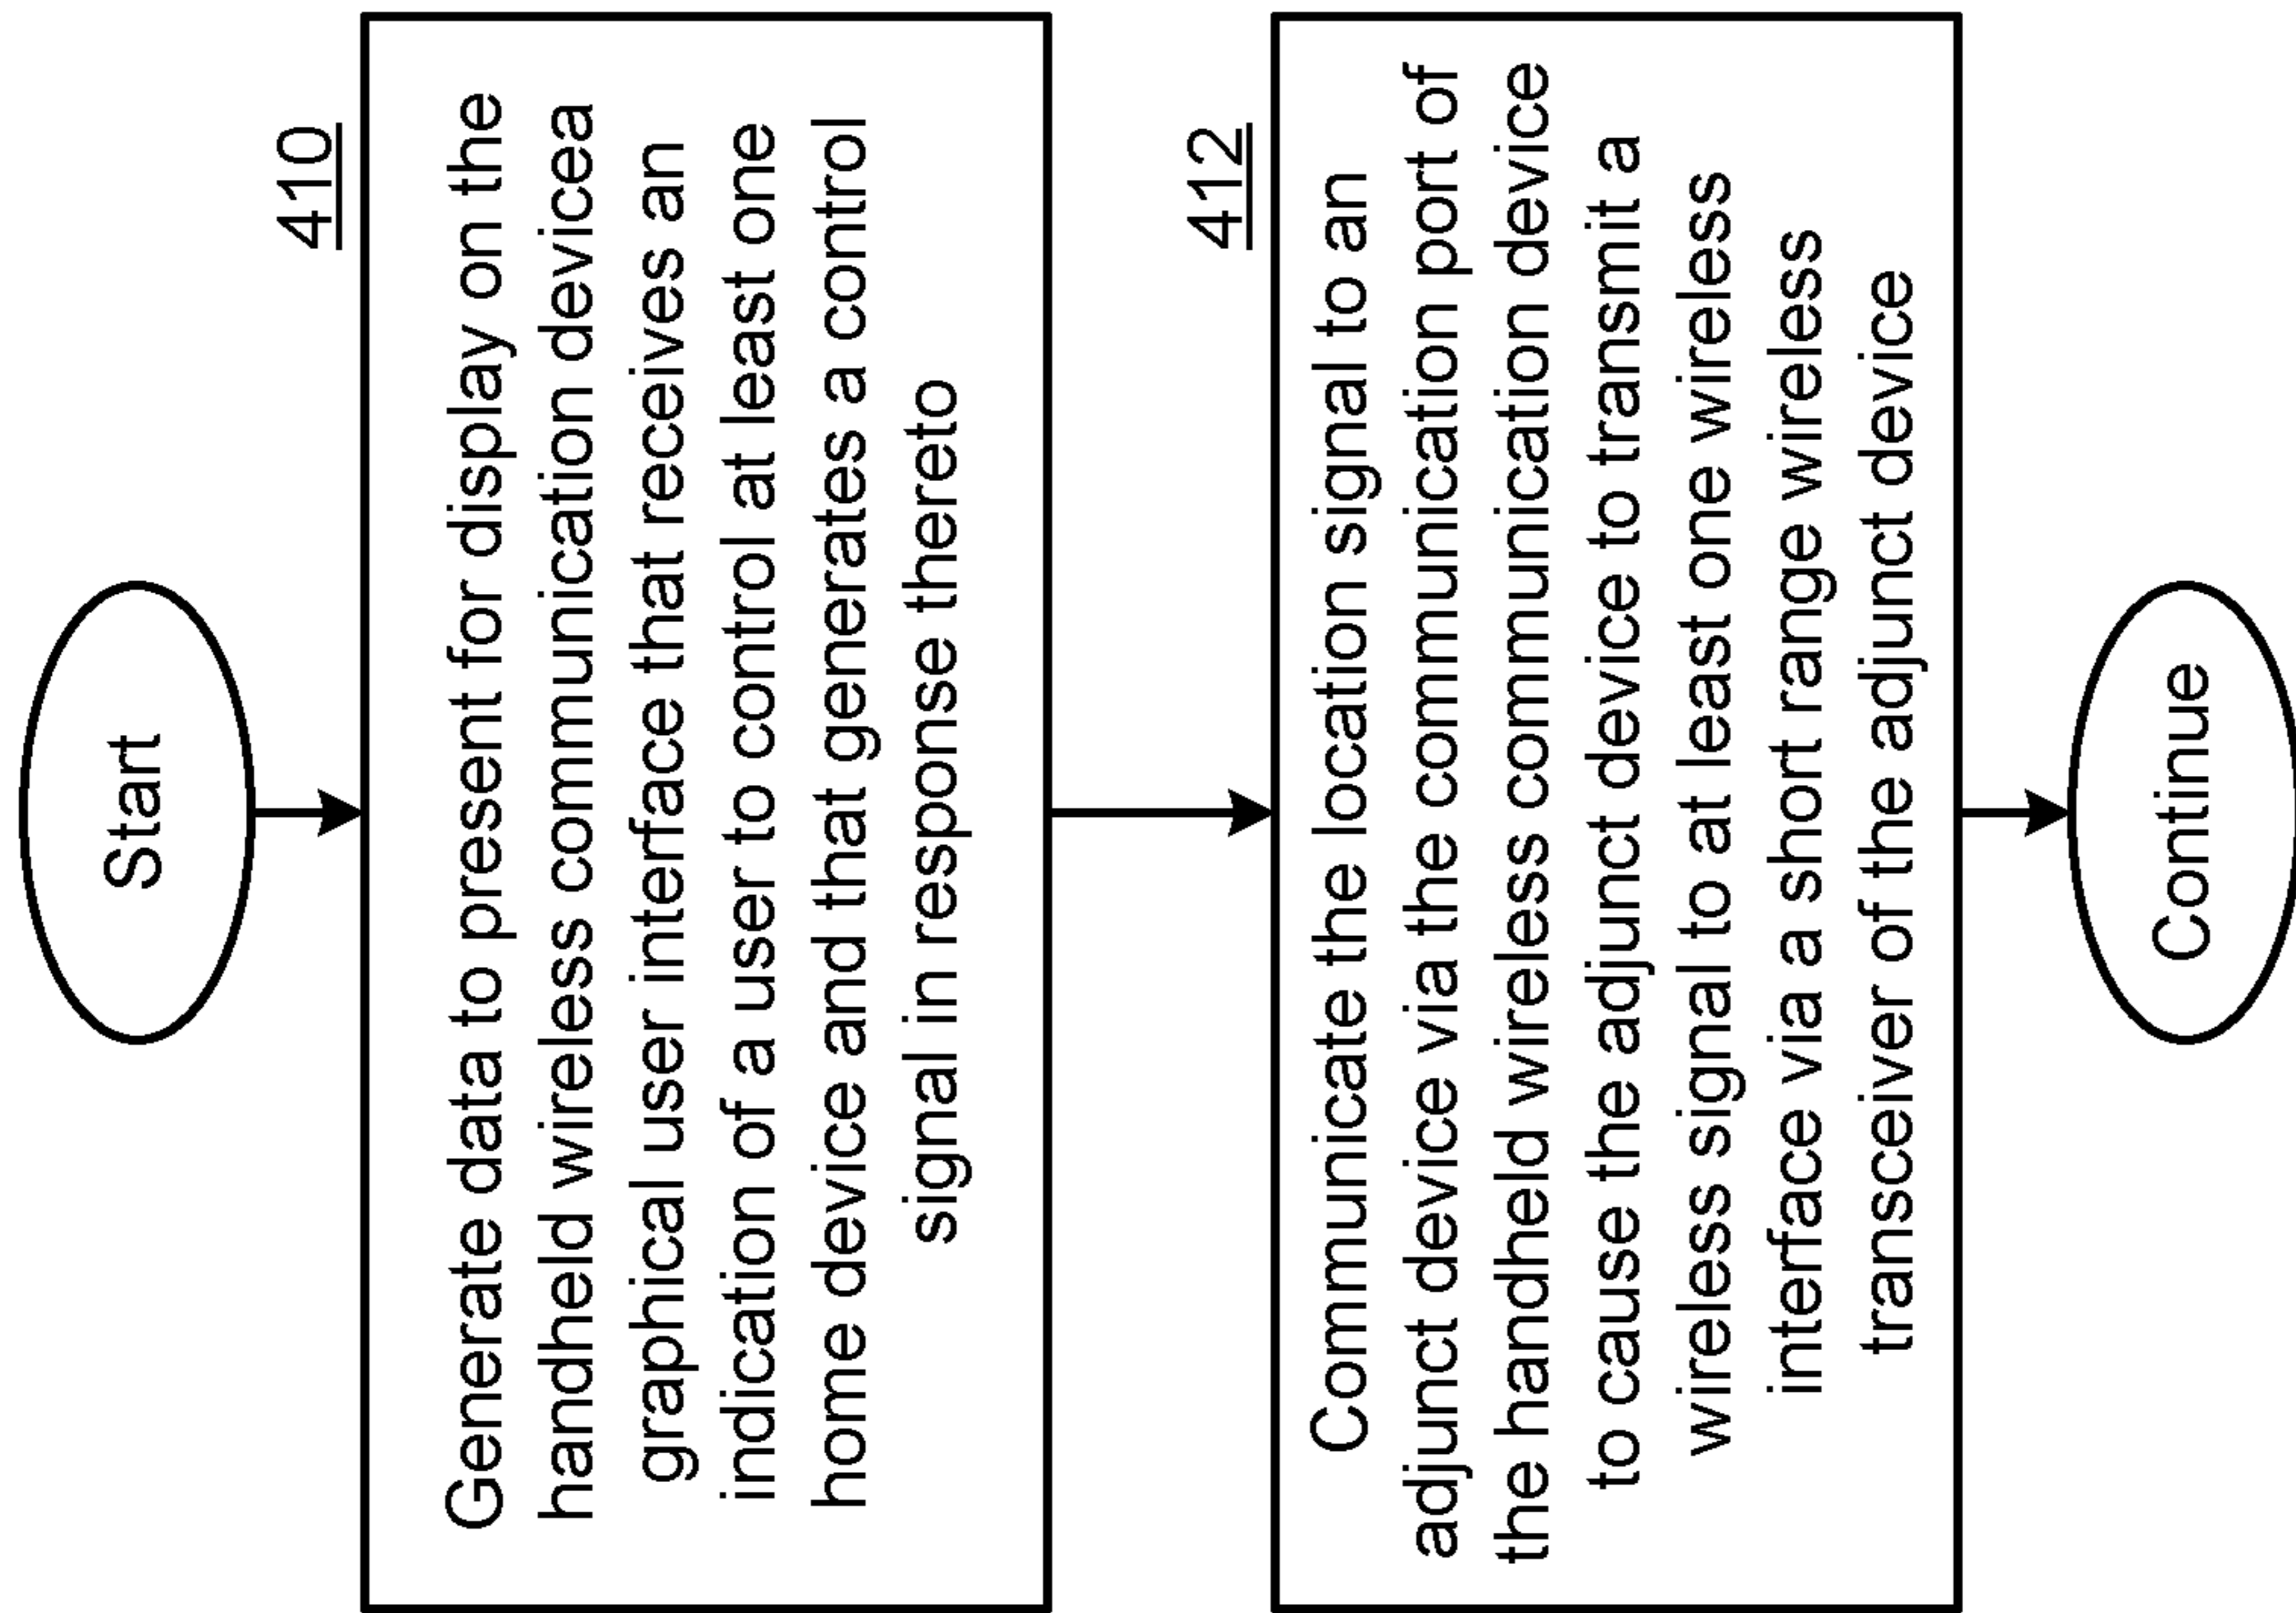 Start
410
Generate data to present for display on the
handheld wireless communication devicea
graphical user interface that receives an
indication of a user to control at least one
home device and that generates a control
signal in response thereto
412
Communicate the location signal to an
adjunct device via the communication port of
the handheld wireless communication device
to cause the adjunct device to transmit a
wireless signal to at least one wireless
interface via a short range wireless
transceiver of the adjunct device
Continue